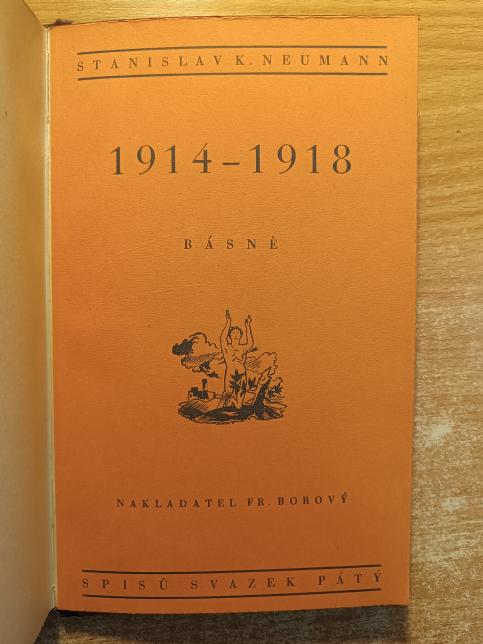 STANISLAV K. NEUMANN
1914–1918
BÁSNĚ
NAKLADATEL FR. BOROVÝ
SPISŮ SVAZEK PÁTÝ